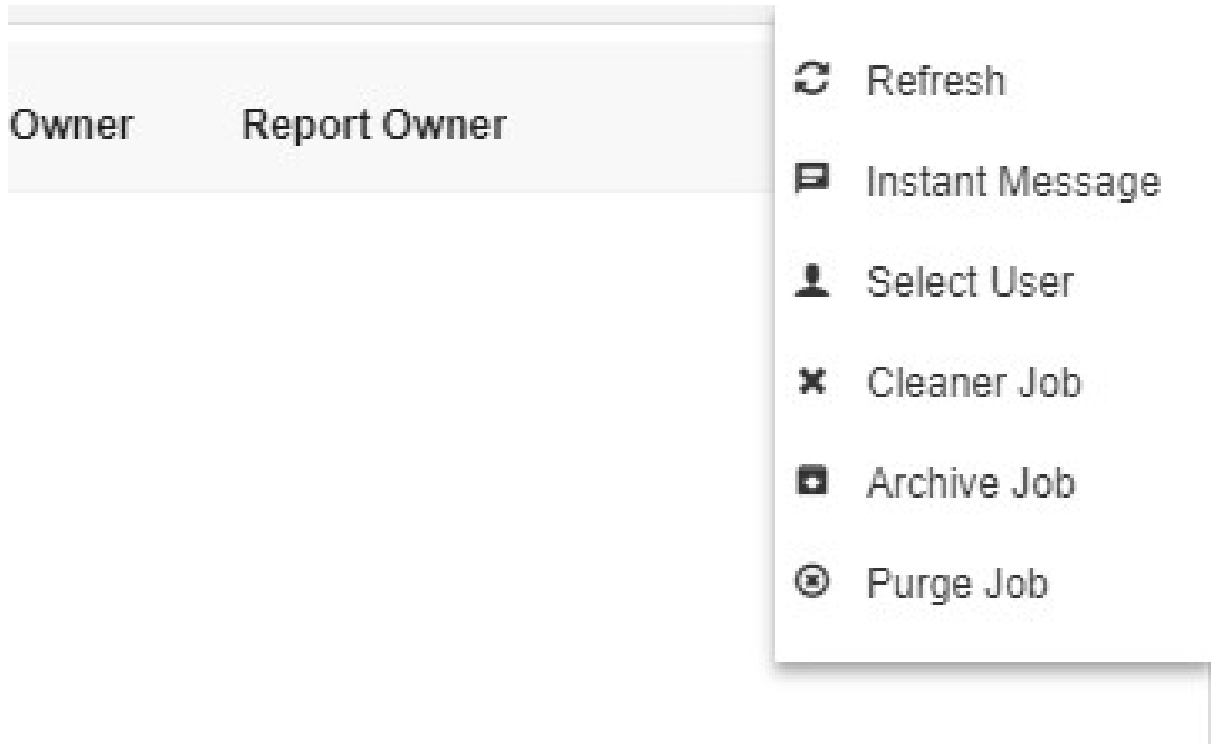 Owner Report Owner
Refresh
Instant Message
Select User
Cleaner Job
Archive Job
Purge Job